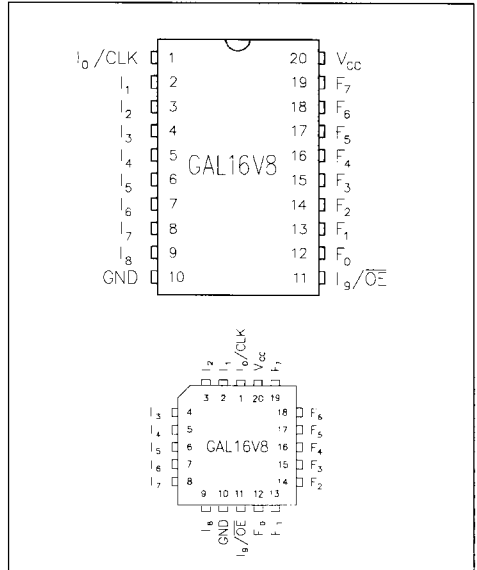 I₀/CLK 1 20 V_CC
I₁ 2 19 F₇
I₂ 3 18 F₆
I₃ 4 17 F₅
I₄ 5 16 F₄
GAL16V8
I₅ 6 15 F₃
I₆ 7 14 F₂
I₇ 8 13 F₁
I₈ 9 12 F₀
GND 10 11 I₉/O̅E̅
I₂ I₁ I₀/CLK V_CC F₇
3 2 1 20 19
I₃ 4 18 F₆
I₄ 5 17 F₅
I₅ 6 GAL16V8 16 F₄
I₆ 7 15 F₃
I₇ 8 14 F₂
9 10 11 12 13
I₈ GND I₉/O̅E̅ F₀ F₁